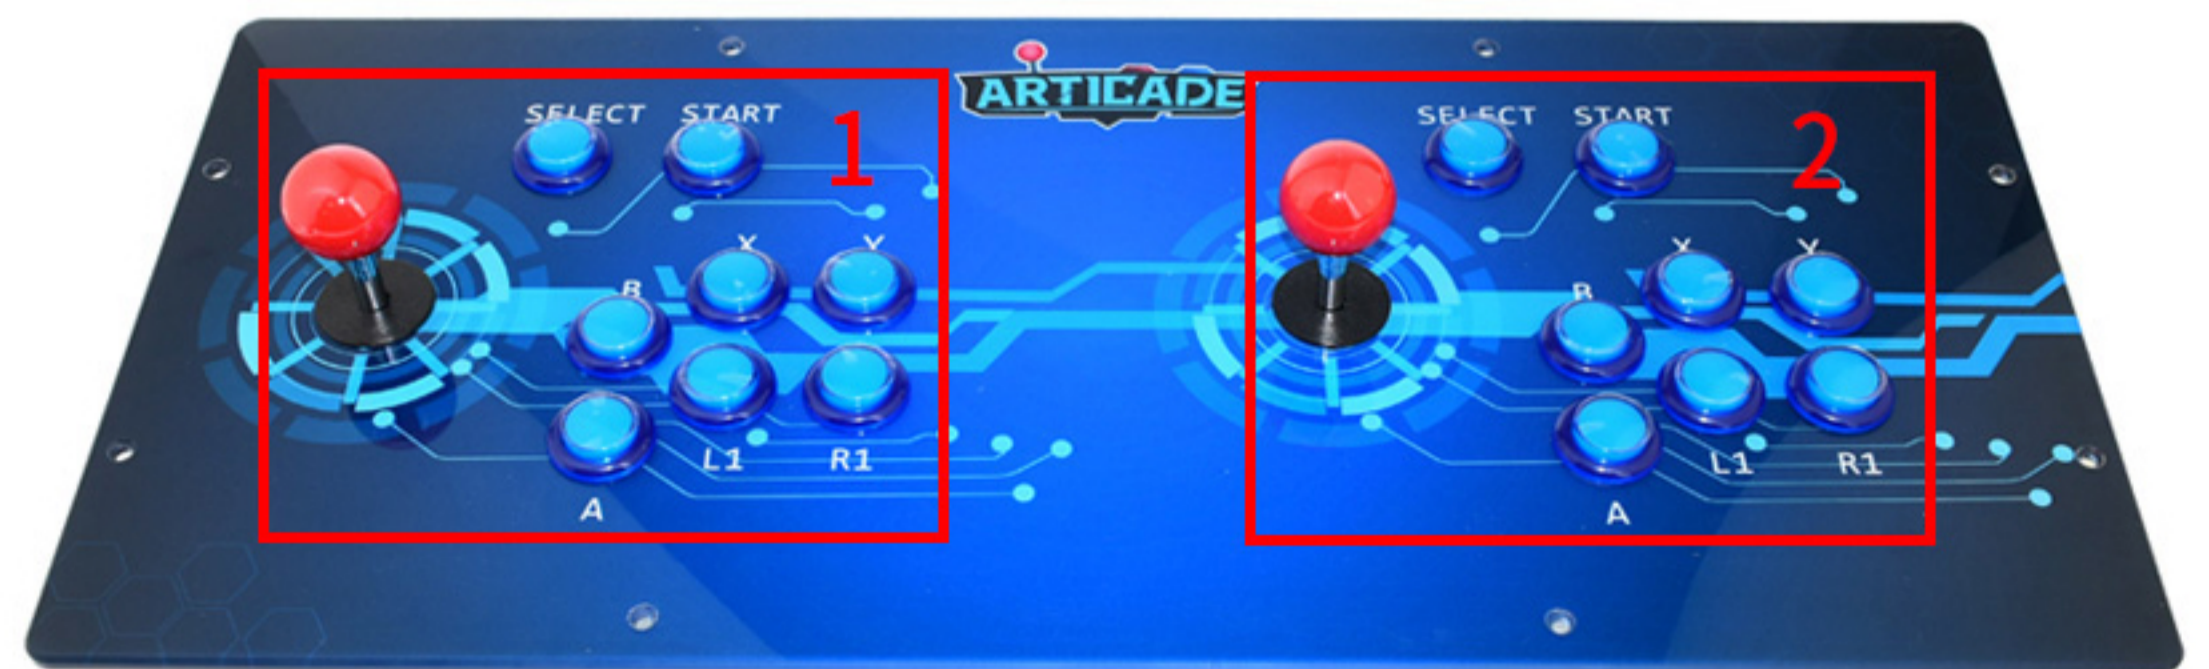 ARTICADE
SELECT START
1
X Y
B
L1 R1
A
SELECT START
2
X Y
B
L1 R1
A